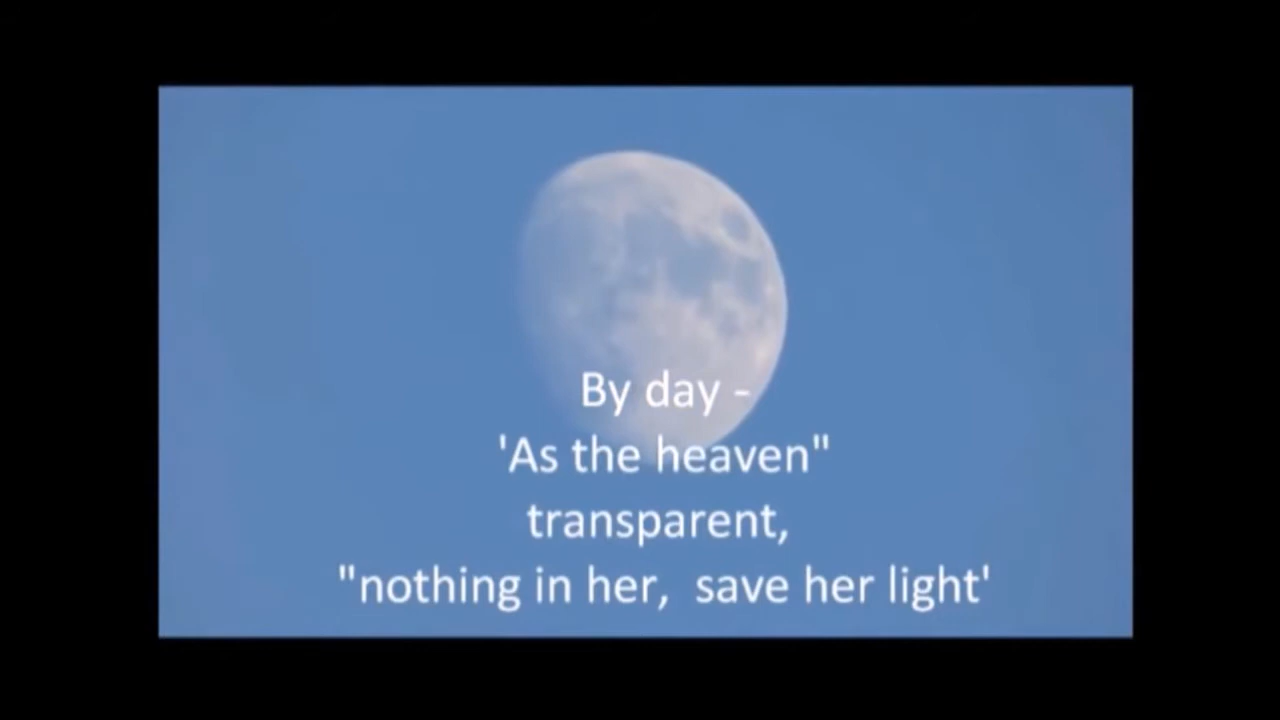 By day -
'As the heaven"
transparent,
"nothing in her,  save her light'